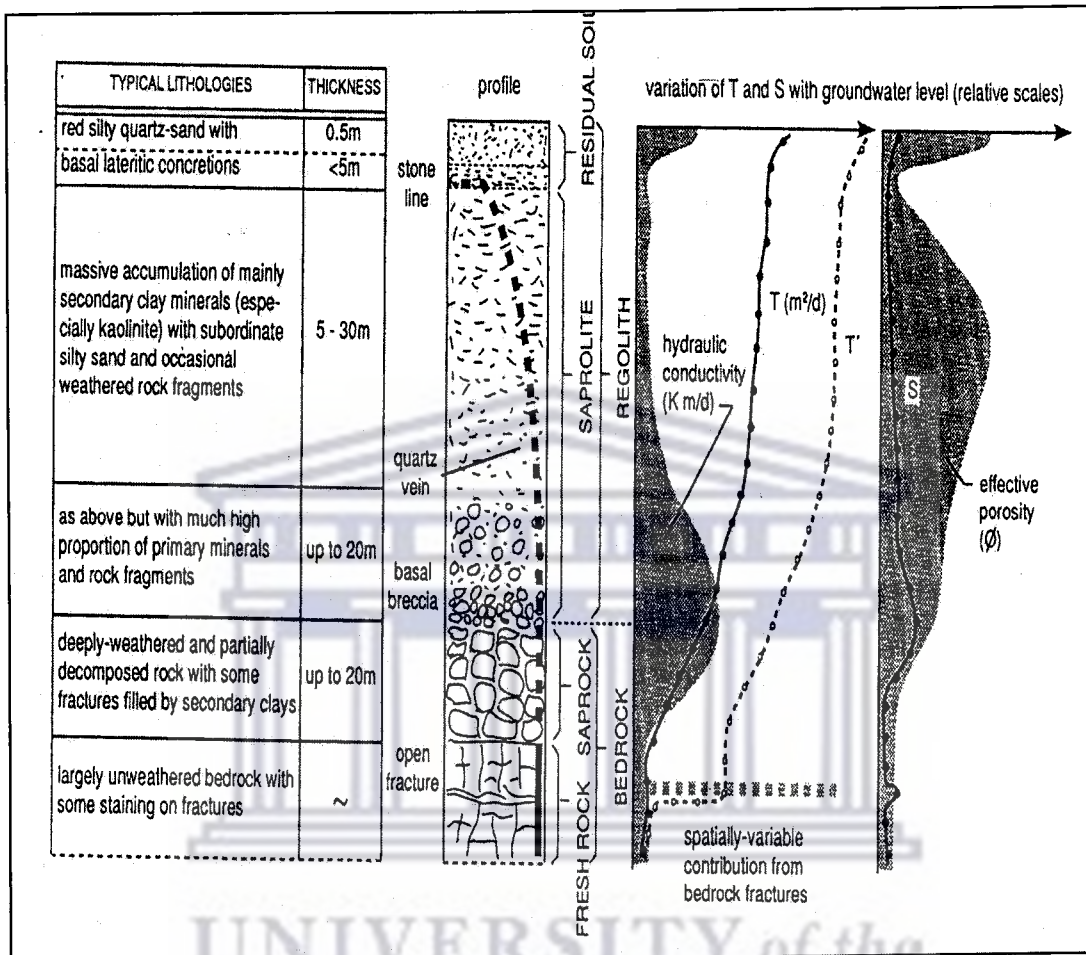 TYPICAL LITHOLOGIES
THICKNESS
red silty quartz-sand with
0.5m
basal lateritic concretions
<5m
massive accumulation of mainly
secondary clay minerals (espe-
cially kaolinite) with subordinate
silty sand and occasional
weathered rock fragments
5 - 30m
as above but with much high
proportion of primary minerals
and rock fragments
up to 20m
deeply-weathered and partially
decomposed rock with some
fractures filled by secondary clays
up to 20m
largely unweathered bedrock with
some staining on fractures
~
profile
stone
line
quartz
vein
basal
breccia
open
fracture
RESIDUAL SOIL
SAPROLITE
REGOLITH
SAPROCK
FRESH ROCK
BEDROCK
variation of T and S with groundwater level (relative scales)
hydraulic
conductivity
(K m/d)
T (m²/d)
T'
S
effective
porosity
(Ø)
spatially-variable
contribution from
bedrock fractures
UNIVERSITY of the